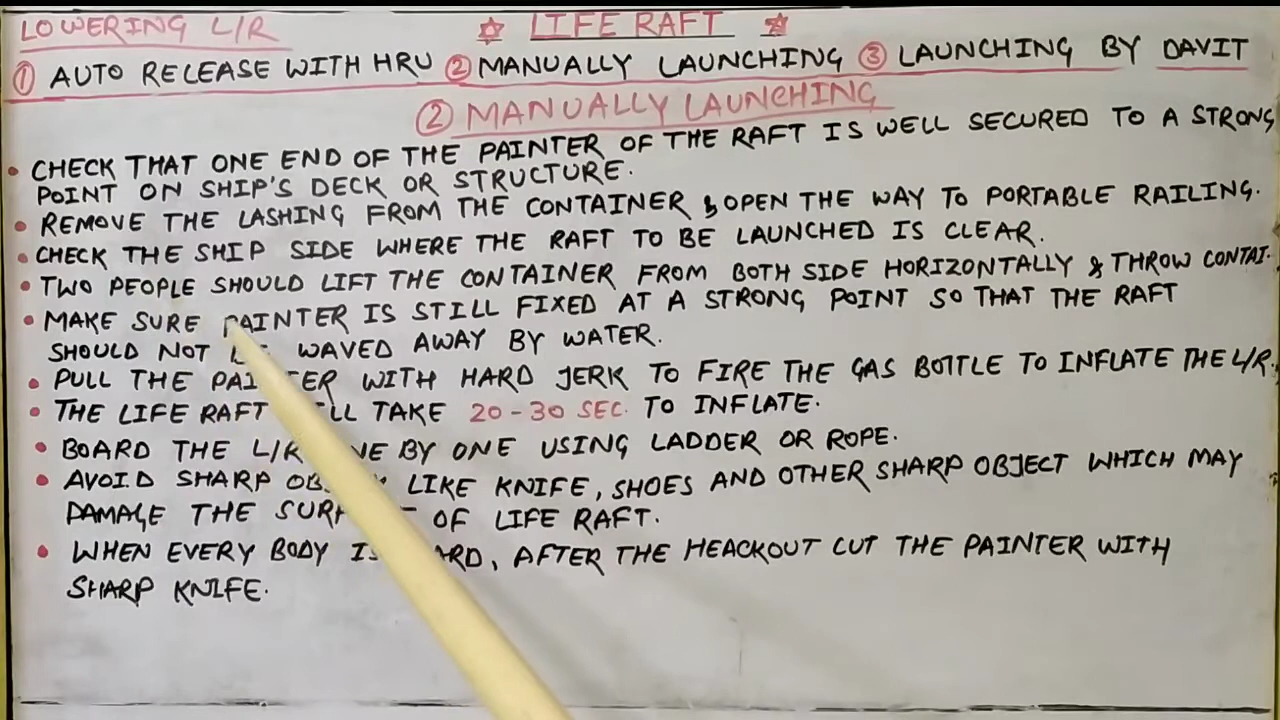 LOWERING L/R
LIFE RAFT
① AUTO RELEASE WITH HRU ② MANUALLY LAUNCHING ③ LAUNCHING BY DAVIT
② MANUALLY LAUNCHING
• CHECK THAT ONE END OF THE PAINTER OF THE RAFT IS WELL SECURED TO A STRONG
POINT ON SHIP'S DECK OR STRUCTURE.
• REMOVE THE LASHING FROM THE CONTAINER & OPEN THE WAY TO PORTABLE RAILING.
• CHECK THE SHIP SIDE WHERE THE RAFT TO BE LAUNCHED IS CLEAR.
• TWO PEOPLE SHOULD LIFT THE CONTAINER FROM BOTH SIDE HORIZONTALLY & THROW CONTAI.
• MAKE SURE PAINTER IS STILL FIXED AT A STRONG POINT SO THAT THE RAFT
SHOULD NOT BE WAVED AWAY BY WATER.
• PULL THE PAINTER WITH HARD JERK TO FIRE THE GAS BOTTLE TO INFLATE THE L/R.
• THE LIFE RAFT WILL TAKE 20-30 SEC. TO INFLATE.
• BOARD THE L/R ONE BY ONE USING LADDER OR ROPE.
• AVOID SHARP LIKE KNIFE, SHOES AND OTHER SHARP OBJECT WHICH MAY
DAMAGE THE OF LIFE RAFT.
• WHEN EVERY BODY IS , AFTER THE HEACKOUT CUT THE PAINTER WITH
SHARP KNIFE.